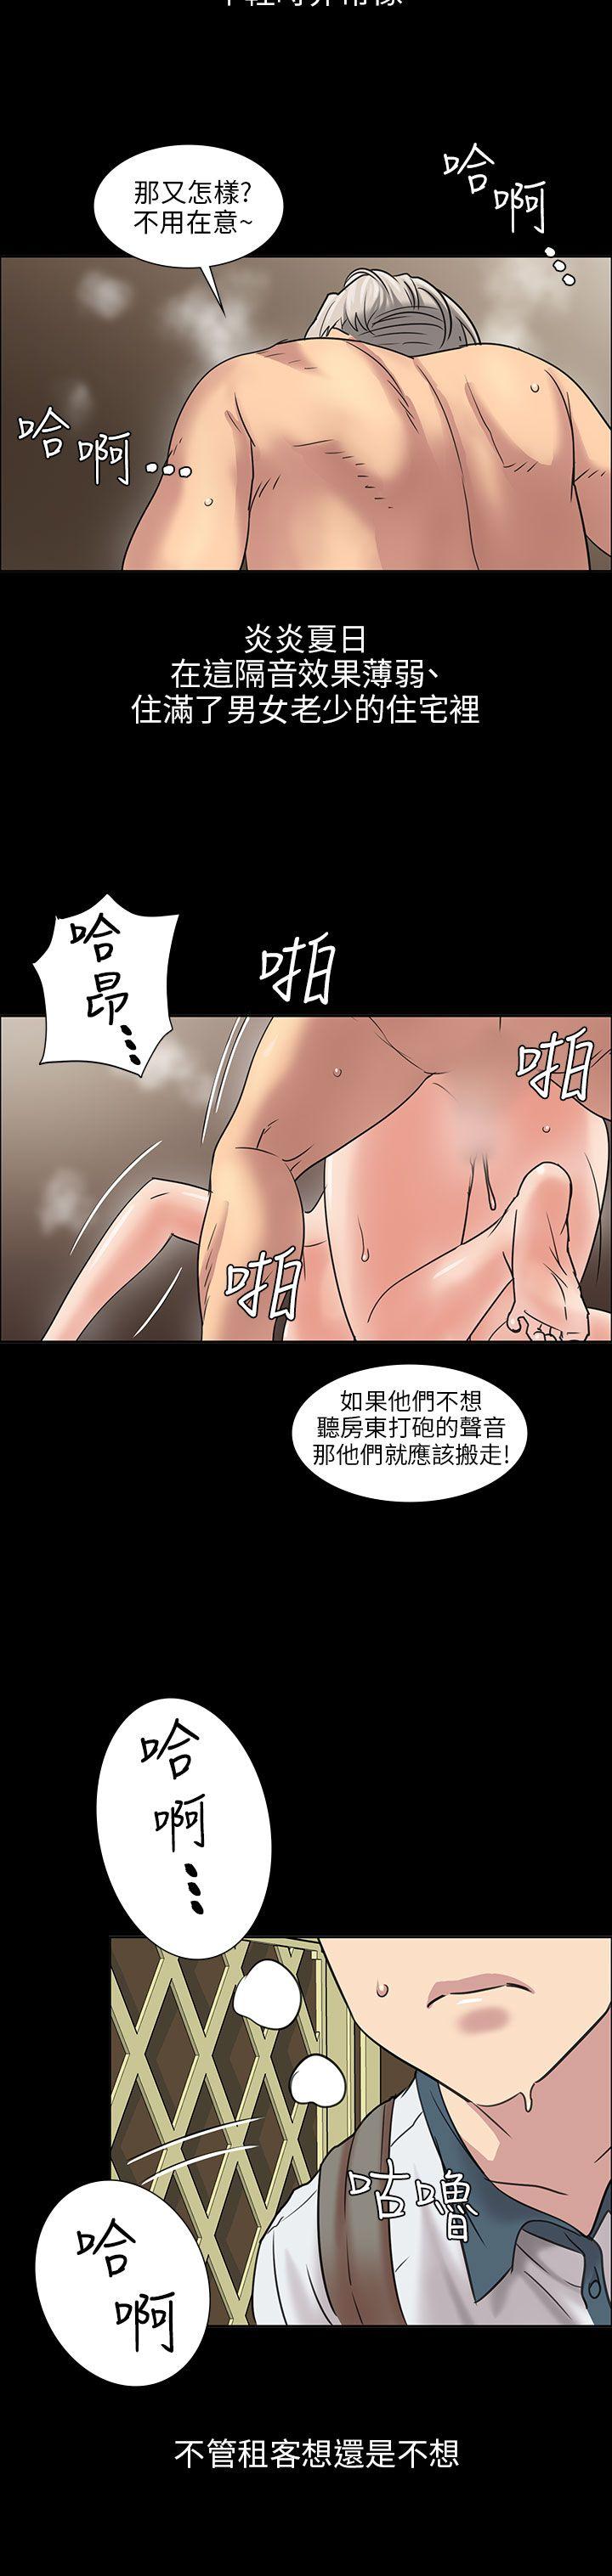 那又怎樣?
不用在意~
哈啊...
哈啊...
炎炎夏日
在這隔音效果薄弱、
住滿了男女老少的住宅裡
哈昂...
啪
啪
啪
如果他們不想
聽房東打砲的聲音
那他們就應該搬走!
哈啊...
咕嚕
哈啊
不管租客想還是不想